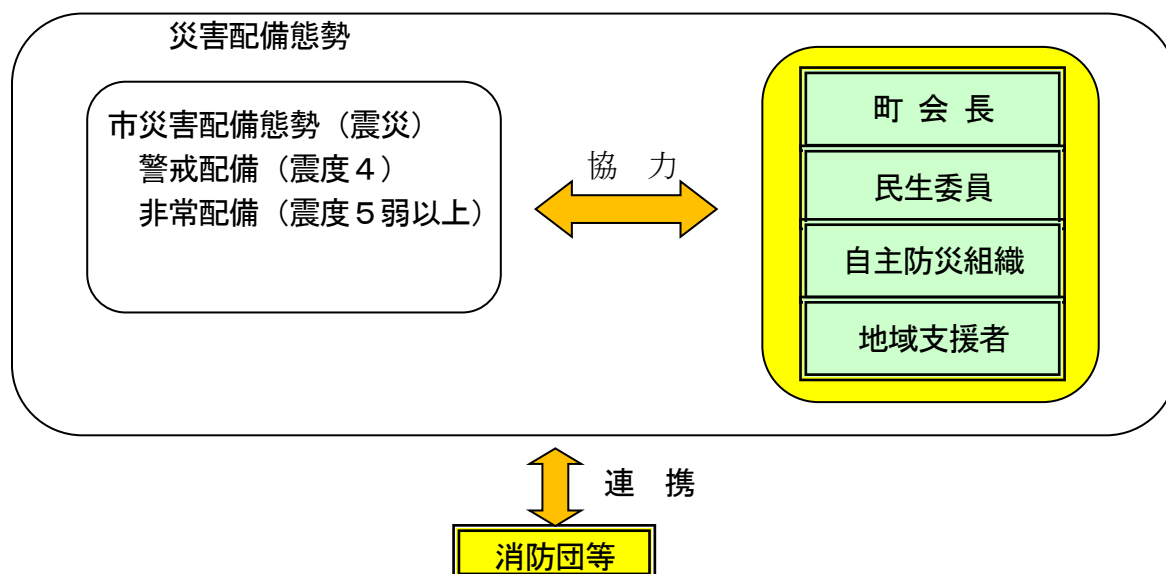 災害配備態勢
市災害配備態勢（震災）
警戒配備（震度４）
非常配備（震度５弱以上）
協　力
町 会 長
民生委員
自主防災組織
地域支援者
連　携
消防団等